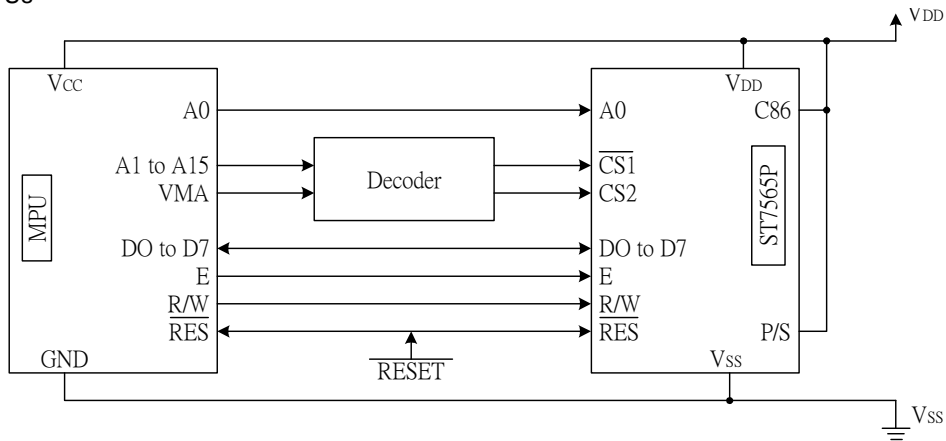 VDD
VCC
VDD
A0
A0
C86
A1 to A15
Decoder
CS1
VMA
CS2
MPU
ST7565P
DO to D7
DO to D7
E
E
R/W
R/W
RES
RES
P/S
RESET
GND
VSS
VSS